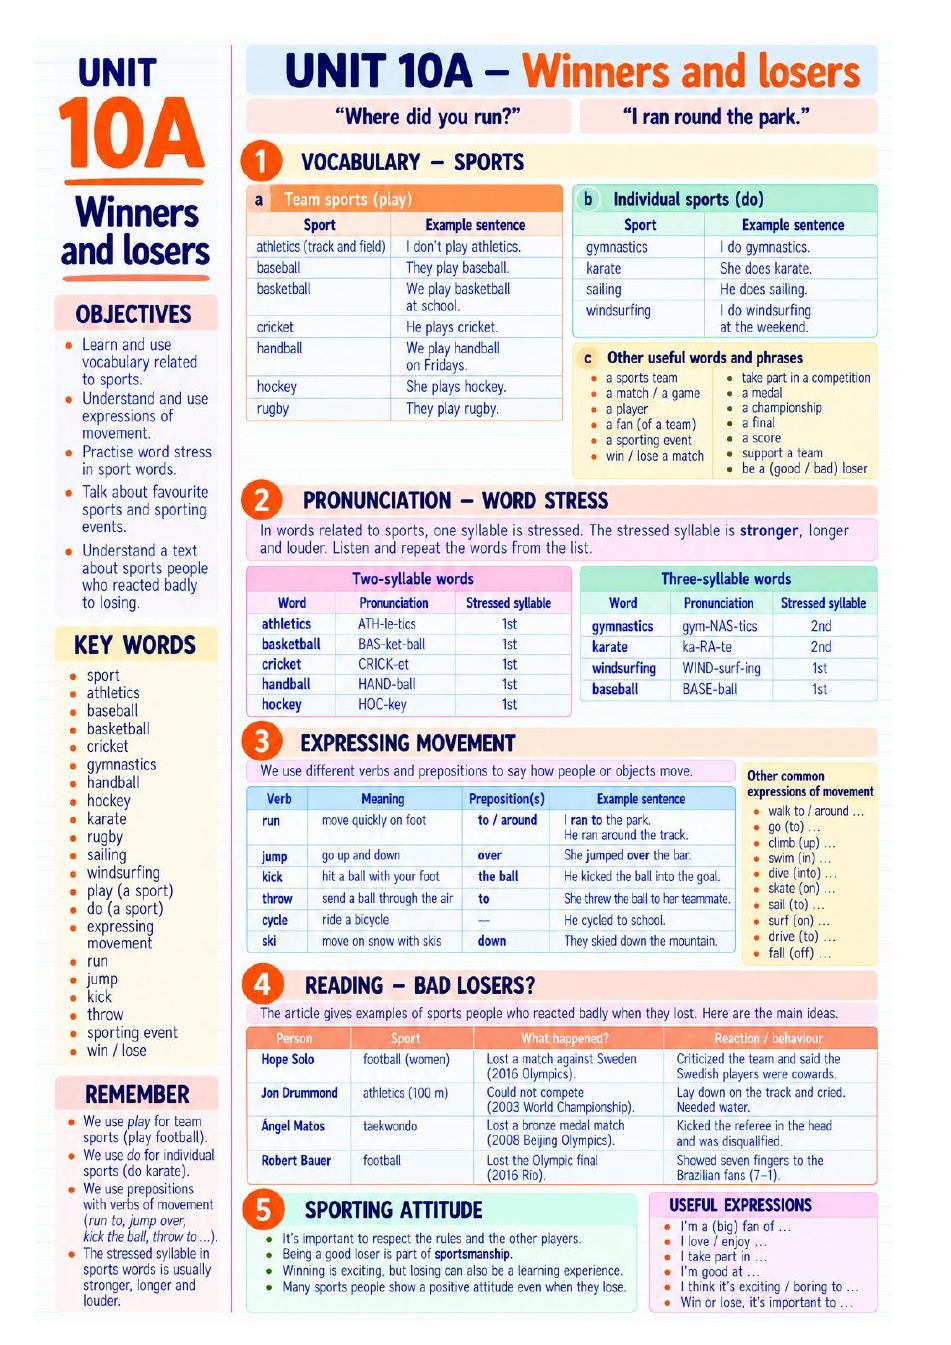 UNIT
10A
Winners
and losers
OBJECTIVES
• Learn and use
vocabulary related
to sports.
• Understand and use
expressions of
movement.
• Practise word stress
in sport words.
• Talk about favourite
sports and sporting
events.
• Understand a text
about sports people
who reacted badly
to losing.
KEY WORDS
• sport
• athletics
• baseball
• basketball
• cricket
• gymnastics
• handball
• hockey
• karate
• rugby
• sailing
• windsurfing
• play (a sport)
• do (a sport)
• expressing
movement
• run
• jump
• kick
• throw
• sporting event
• win / lose
REMEMBER
• We use play for team
sports (play football).
• We use do for individual
sports (do karate).
• We use prepositions
with verbs of movement
(run to, jump over,
kick the ball, throw to ...).
• The stressed syllable in
sports words is usually
stronger, longer and
louder.
UNIT 10A – Winners and losers
“Where did you run?” “I ran round the park.”
1 VOCABULARY – SPORTS
a Team sports (play)
Sport Example sentence
athletics (track and field) I don't play athletics.
baseball They play baseball.
basketball We play basketball
at school.
cricket He plays cricket.
handball We play handball
on Fridays.
hockey She plays hockey.
rugby They play rugby.
b Individual sports (do)
Sport Example sentence
gymnastics I do gymnastics.
karate She does karate.
sailing He does sailing.
windsurfing I do windsurfing
at the weekend.
c Other useful words and phrases
• a sports team
• a match / a game
• a player
• a fan (of a team)
• a sporting event
• win / lose a match
• take part in a competition
• a medal
• a championship
• a final
• a score
• support a team
• be a (good / bad) loser
2 PRONUNCIATION – WORD STRESS
In words related to sports, one syllable is stressed. The stressed syllable is stronger, longer
and louder. Listen and repeat the words from the list.
Two-syllable words
Word Pronunciation Stressed syllable
athletics ATH-le-tics 1st
basketball BAS-ket-ball 1st
cricket CRICK-et 1st
handball HAND-ball 1st
hockey HOC-key 1st
Three-syllable words
Word Pronunciation Stressed syllable
gymnastics gym-NAS-tics 2nd
karate ka-RA-te 2nd
windsurfing WIND-surf-ing 1st
baseball BASE-ball 1st
3 EXPRESSING MOVEMENT
We use different verbs and prepositions to say how people or objects move.
Verb Meaning Preposition(s) Example sentence
run move quickly on foot to / around I ran to the park.
He ran around the track.
jump go up and down over She jumped over the bar.
kick hit a ball with your foot the ball He kicked the ball into the goal.
throw send a ball through the air to She threw the ball to her teammate.
cycle ride a bicycle — He cycled to school.
ski move on snow with skis down They skied down the mountain.
Other common
expressions of movement
• walk to / around ...
• go (to) ...
• climb (up) ...
• swim (in) ...
• dive (into) ...
• skate (on) ...
• sail (to) ...
• surf (on) ...
• drive (to) ...
• fall (off) ...
4 READING – BAD LOSERS?
The article gives examples of sports people who reacted badly when they lost. Here are the main ideas.
Person Sport What happened? Reaction / behaviour
Hope Solo football (women) Lost a match against Sweden Criticized the team and said the
(2016 Olympics). Swedish players were cowards.
Jon Drummond athletics (100 m) Could not compete Lay down on the track and cried.
(2003 World Championship). Needed water.
Ángel Matos taekwondo Lost a bronze medal match Kicked the referee in the head
(2008 Beijing Olympics). and was disqualified.
Robert Bauer football Lost the Olympic final Showed seven fingers to the
(2016 Rio). Brazilian fans (7–1).
5 SPORTING ATTITUDE
• It's important to respect the rules and the other players.
• Being a good loser is part of sportsmanship.
• Winning is exciting, but losing can also be a learning experience.
• Many sports people show a positive attitude even when they lose.
USEFUL EXPRESSIONS
• I'm a (big) fan of ...
• I love / enjoy ...
• I take part in ...
• I'm good at ...
• I think it's exciting / boring to ...
• Win or lose, it's important to ...